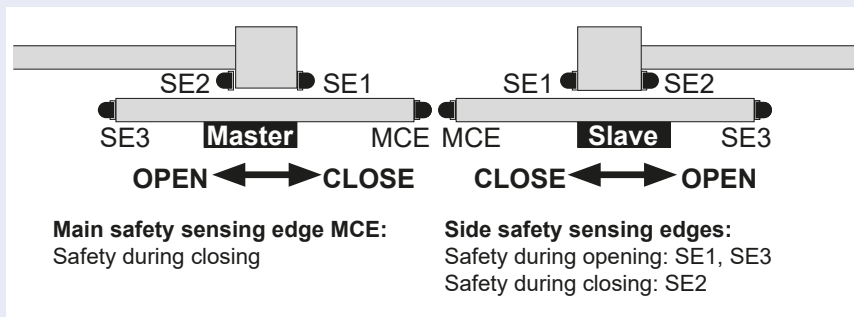 SE2 SE1 SE1 SE2
SE3 Master MCE MCE Slave SE3
OPEN CLOSE CLOSE OPEN
Main safety sensing edge MCE:
Safety during closing
Side safety sensing edges:
Safety during opening: SE1, SE3
Safety during closing: SE2